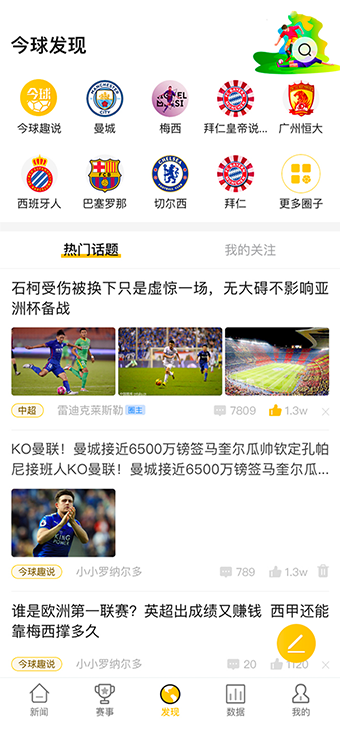 今球发现
今球
今球趣说
曼城
梅西
拜仁皇帝说...
广州恒大
西班牙人
巴塞罗那
切尔西
拜仁
更多圈子
热门话题
我的关注
石柯受伤被换下只是虚惊一场，无大碍不影响亚
洲杯备战
中超
雷迪克莱斯勒
圈主
7809
1.3w
KO曼联！曼城接近6500万镑签马奎尔瓜帅钦定孔帕
尼接班人KO曼联！曼城接近6500万镑签马奎尔瓜...
今球趣说
小小罗纳尔多
789
1.3w
谁是欧洲第一联赛？英超出成绩又赚钱 西甲还能
靠梅西撑多久
今球趣说
小小罗纳尔多
20
1120
新闻
赛事
发现
数据
我的